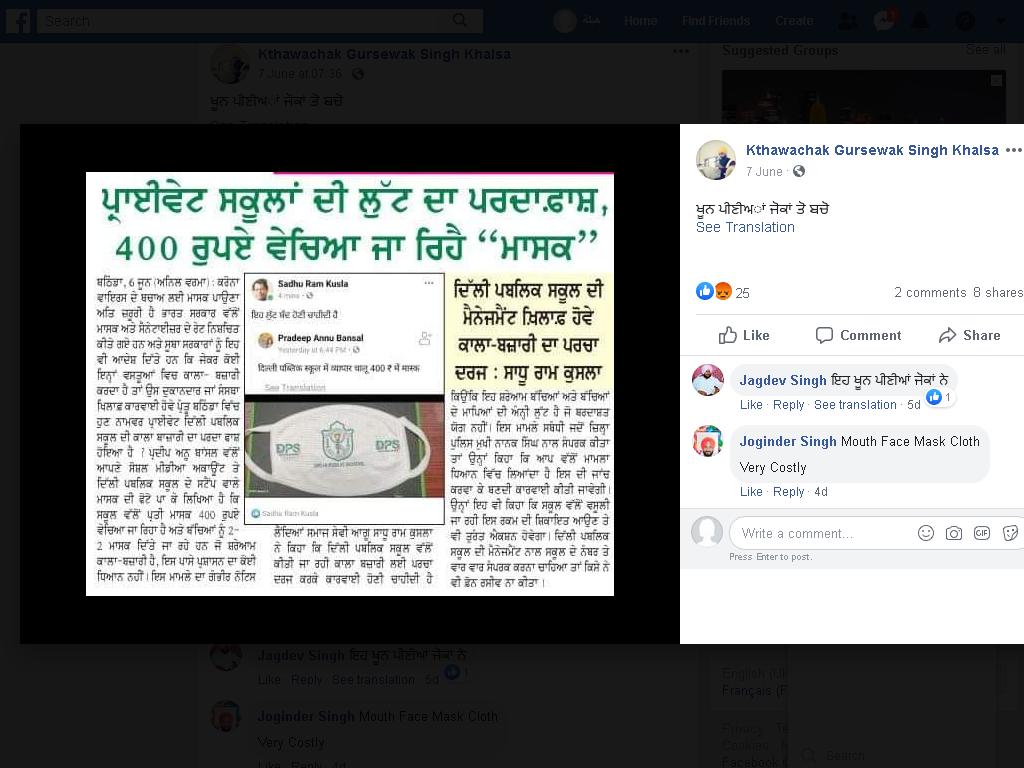 Search
Home
Find Friends
Create
Kthawachak Gursewak Singh Khalsa
7 June at 07:36
ਖੂਨ ਪੀਣੀਅਾਂ ਜੋਕਾਂ ਤੋ ਬਚੋ
See Translation
Suggested Groups
See all
ਪ੍ਰਾਈਵੇਟ ਸਕੂਲਾਂ ਦੀ ਲੁੱਟ ਦਾ ਪਰਦਾਫ਼ਾਸ਼,
400 ਰੁਪਏ ਵੇਚਿਆ ਜਾ ਰਿਹੈ “ਮਾਸਕ”
ਬਠਿੰਡਾ, 6 ਜੂਨ (ਅਨਿਲ ਵਰਮਾ) : ਕਰੋਨਾ
ਵਾਇਰਸ ਦੇ ਬਚਾਅ ਲਈ ਮਾਸਕ ਪਾਉਣਾ
ਅਤਿ ਜ਼ਰੂਰੀ ਹੈ ਭਾਰਤ ਸਰਕਾਰ ਵੱਲੋਂ
ਮਾਸਕ ਅਤੇ ਸੈਨੇਟਾਈਜ਼ਰ ਦੇ ਰੇਟ ਨਿਸ਼ਚਿਤ
ਕੀਤੇ ਗਏ ਹਨ ਅਤੇ ਸੂਬਾ ਸਰਕਾਰਾਂ ਨੂੰ ਇਹ
ਵੀ ਆਦੇਸ਼ ਦਿੱਤੇ ਹਨ ਕਿ ਜੇਕਰ ਕੋਈ
ਇਨ੍ਹਾਂ ਵਸਤੂਆਂ ਵਿਚ ਕਾਲਾ- ਬਜ਼ਾਰੀ
ਕਰਦਾ ਹੈ ਤਾਂ ਉਸ ਦੁਕਾਨਦਾਰ ਜਾਂ ਸੰਸਥਾ
ਖਿਲਾਫ਼ ਕਾਰਵਾਈ ਹੋਵੇ ਪ੍ਰੰਤੂ ਬਠਿੰਡਾ ਵਿੱਚ
ਹੁਣ ਨਾਮਵਰ ਪ੍ਰਾਈਵੇਟ ਦਿੱਲੀ ਪਬਲਿਕ
ਸਕੂਲ ਦੀ ਕਾਲਾ ਬਾਜ਼ਾਰੀ ਦਾ ਪਰਦਾ ਫਾਸ਼
ਹੋਇਆ ਹੈ ? ਪ੍ਰਦੀਪ ਅਨੂ ਬਾਂਸਲ ਵੱਲੋਂ
ਆਪਣੇ ਸੋਸ਼ਲ ਮੀਡੀਆ ਅਕਾਊਂਟ ਤੇ
ਦਿੱਲੀ ਪਬਲਿਕ ਸਕੂਲ ਦੇ ਸਟੈਂਪ ਵਾਲੇ
ਮਾਸਕ ਦੀ ਫੋਟੋ ਪਾ ਕੇ ਲਿਖਿਆ ਹੈ ਕਿ
ਸਕੂਲ ਵੱਲੋਂ ਪ੍ਰਤੀ ਮਾਸਕ 400 ਰੁਪਏ
ਵੇਚਿਆ ਜਾ ਰਿਹਾ ਹੈ ਅਤੇ ਬੱਚਿਆਂ ਨੂੰ 2-
2 ਮਾਸਕ ਦਿੱਤੇ ਜਾ ਰਹੇ ਹਨ ਜੋ ਸ਼ਰੇਆਮ
ਕਾਲਾ-ਬਜ਼ਾਰੀ ਹੈ, ਇਸ ਪਾਸੇ ਪ੍ਰਸ਼ਾਸਨ ਦਾ ਕੋਈ
ਧਿਆਨ ਨਹੀਂ।ਇਸ ਮਾਮਲੇ ਦਾ ਗੰਭੀਰ ਨੋਟਿਸ
Sadhu Ram Kusla
4 mins
ਇਹ ਲੁੱਟ ਬੰਦ ਹੋਣੀ ਚਾਹੀਦੀ ਹੈ
Pradeep Annu Bansal
Yesterday at 6:44 PM
दिल्ली पब्लिक स्कूल में व्यापार चालू 400 ₹ में मास्क
See Translation
DPS
DPS
Sadhu Ram Kusla
ਲੈਂਦਿਆਂ ਸਮਾਜ ਸੇਵੀ ਆਗੂ ਸਾਧੂ ਰਾਮ ਕੁਸਲਾ
ਨੇ ਕਿਹਾ ਕਿ ਦਿੱਲੀ ਪਬਲਿਕ ਸਕੂਲ ਵੱਲੋਂ
ਕੀਤੀ ਜਾ ਰਹੀ ਕਾਲਾ ਬਜ਼ਾਰੀ ਲਈ ਪਰਚਾ
ਦਰਜ ਕਰਕੇ ਕਾਰਵਾਈ ਹੋਣੀ ਚਾਹੀਦੀ ਹੈ
ਦਿੱਲੀ ਪਬਲਿਕ ਸਕੂਲ ਦੀ
ਮੈਨੇਜਮੈਂਟ ਖ਼ਿਲਾਫ਼ ਹੋਵੇ
ਕਾਲਾ-ਬਜ਼ਾਰੀ ਦਾ ਪਰਚਾ
ਦਰਜ : ਸਾਧੂ ਰਾਮ ਕੁਸਲਾ
ਕਿਉਂਕਿ ਇਹ ਸ਼ਰੇਆਮ ਬੱਚਿਆਂ ਅਤੇ ਬੱਚਿਆਂ
ਦੇ ਮਾਪਿਆਂ ਦੀ ਅੰਨ੍ਹੀ ਲੁੱਟ ਹੈ ਜੋ ਬਰਦਾਸ਼ਤ
ਯੋਗ ਨਹੀਂ। ਇਸ ਮਾਮਲੇ ਸਬੰਧੀ ਜਦੋਂ ਜ਼ਿਲ੍ਹਾ
ਪੁਲਿਸ ਮੁਖੀ ਨਾਨਕ ਸਿੰਘ ਨਾਲ ਸੰਪਰਕ ਕੀਤਾ
ਤਾਂ ਉਨ੍ਹਾਂ ਕਿਹਾ ਕਿ ਆਪ ਵੱਲੋਂ ਮਾਮਲਾ
ਧਿਆਨ ਵਿੱਚ ਲਿਆਂਦਾ ਹੈ ਇਸ ਦੀ ਜਾਂਚ
ਕਰਵਾ ਕੇ ਬਣਦੀ ਕਾਰਵਾਈ ਕੀਤੀ ਜਾਵੇਗੀ।
ਉਨ੍ਹਾਂ ਇਹ ਵੀ ਕਿਹਾ ਕਿ ਸਕੂਲ ਵੱਲੋਂ ਵਸੂਲੀ
ਜਾ ਰਹੀ ਇਸ ਰਕਮ ਦੀ ਸ਼ਿਕਾਇਤ ਆਉਣ ਤੇ
ਵੀ ਤੁਰੰਤ ਐਕਸ਼ਨ ਹੋਵੇਗਾ। ਦਿੱਲੀ ਪਬਲਿਕ
ਸਕੂਲ ਦੀ ਮੈਨੇਜਮੈਂਟ ਨਾਲ ਸਕੂਲ ਦੇ ਨੰਬਰ ਤੇ
ਵਾਰ ਵਾਰ ਸੰਪਰਕ ਕਰਨਾ ਚਾਹਿਆ ਤਾਂ ਕਿਸੇ ਨੇ
ਵੀ ਫ਼ੋਨ ਰਸੀਵ ਨਾ ਕੀਤਾ।
Kthawachak Gursewak Singh Khalsa
7 June
ਖੂਨ ਪੀਣੀਅਾਂ ਜੋਕਾਂ ਤੋ ਬਚੋ
See Translation
25
2 comments 8 shares
Like Comment Share
Jagdev Singh ਇਹ ਖੂਨ ਪੀਣੀਆਂ ਜੋਕਾਂ ਨੇ
1
Like · Reply · See translation · 5d
Joginder Singh Mouth Face Mask Cloth
Very Costly
Like · Reply · 4d
Write a comment...
GIF
Press Enter to post.
Jagdev Singh ਇਹ ਖੂਨ ਪੀਣੀਆਂ ਜੋਕਾਂ ਨੇ
1
Like · Reply · See translation · 5d
Joginder Singh Mouth Face Mask Cloth
Very Costly
Like · Reply · 4d
English (UK
Français (F
Privacy
Cookies
Facebook
Search